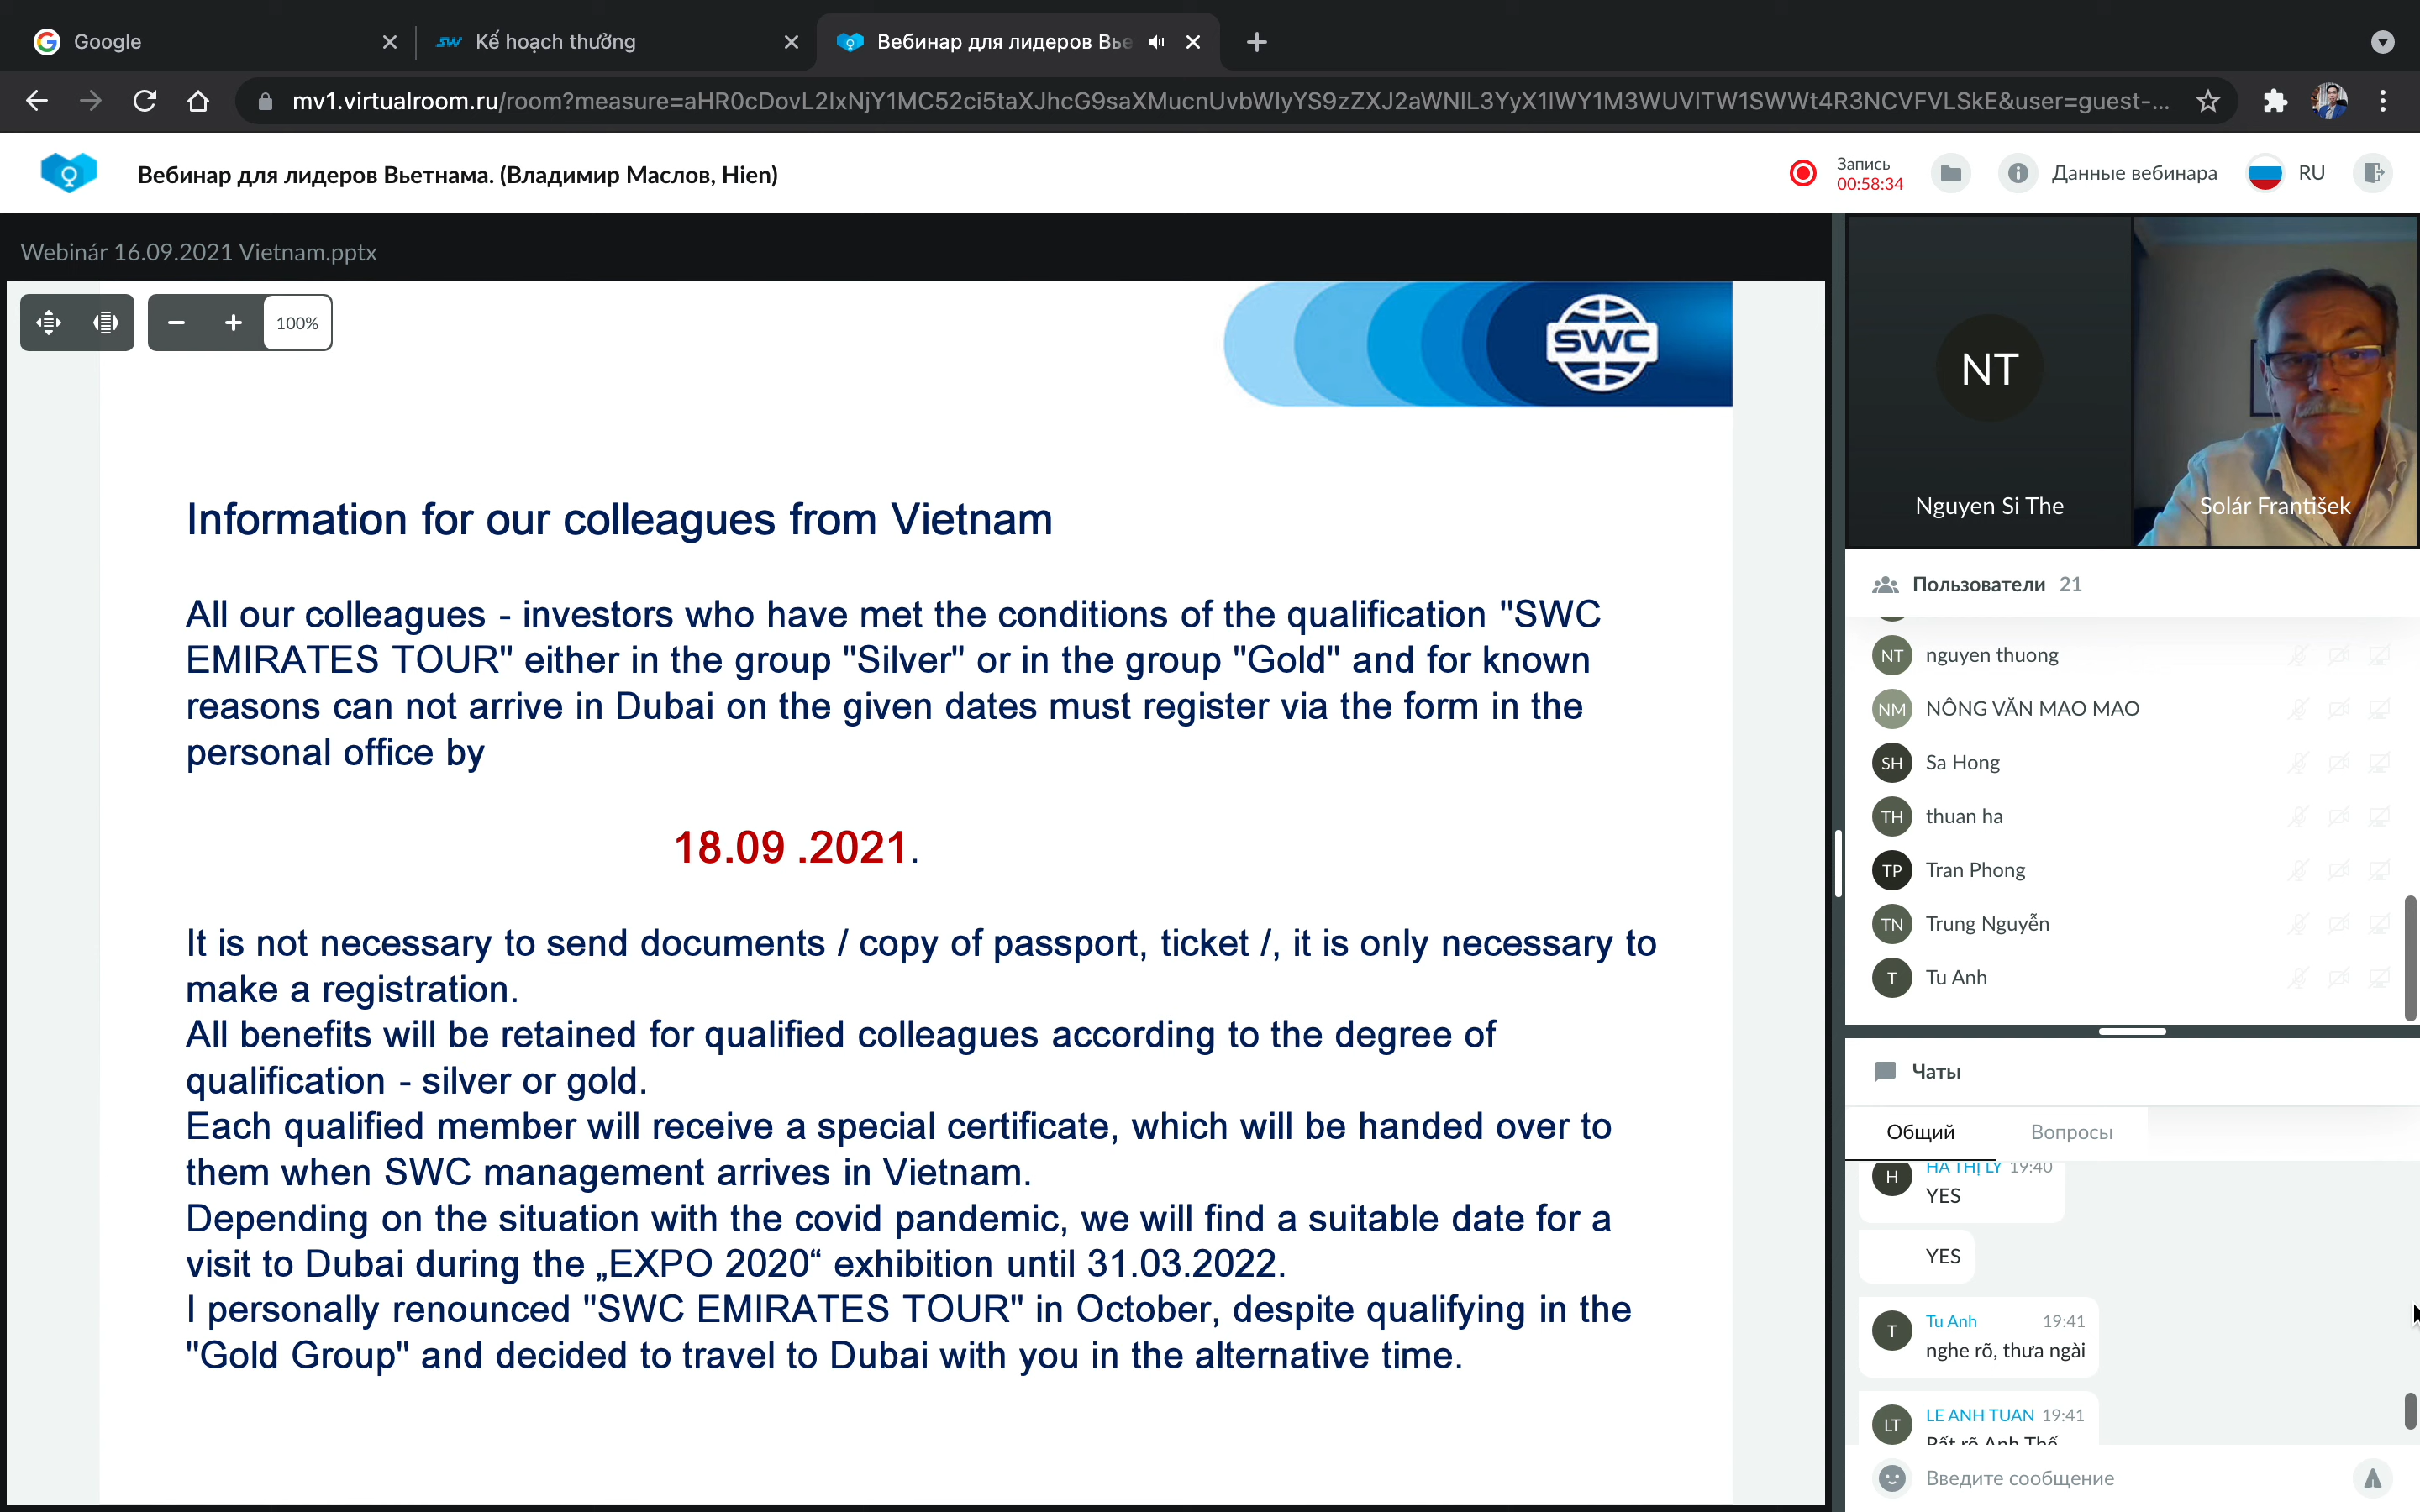 Google
SW Kế hoạch thưởng
Вебинар для лидеров Вье
mv1.virtualroom.ru/room?measure=aHR0cDovL2IxNjY1MC52ci5taXJhcG9saXMucnUvbWlyYS9zZXJ2aWNlL3YyX1lWY1M3WUVlTW1SWWt4R3NCVFVLSkE&user=guest-...
Вебинар для лидеров Вьетнама. (Владимир Маслов, Hien)
Запись
00:58:34
Данные вебинара
RU
Webinár 16.09.2021 Vietnam.pptx
100%
SWC
Information for our colleagues from Vietnam
All our colleagues - investors who have met the conditions of the qualification "SWC
EMIRATES TOUR" either in the group "Silver" or in the group "Gold" and for known
reasons can not arrive in Dubai on the given dates must register via the form in the
personal office by
18.09 .2021.
It is not necessary to send documents / copy of passport, ticket /, it is only necessary to
make a registration.
All benefits will be retained for qualified colleagues according to the degree of
qualification - silver or gold.
Each qualified member will receive a special certificate, which will be handed over to
them when SWC management arrives in Vietnam.
Depending on the situation with the covid pandemic, we will find a suitable date for a
visit to Dubai during the „EXPO 2020“ exhibition until 31.03.2022.
I personally renounced "SWC EMIRATES TOUR" in October, despite qualifying in the
"Gold Group" and decided to travel to Dubai with you in the alternative time.
NT
Nguyen Si The
Solár František
Пользователи 21
NT nguyen thuong
NM NÔNG VĂN MAO MAO
SH Sa Hong
TH thuan ha
TP Tran Phong
TN Trung Nguyễn
T Tu Anh
Чаты
Общий
Вопросы
H HÀ THỊ LÝ 19:40
YES
YES
T Tu Anh 19:41
nghe rõ, thưa ngài
LT LE ANH TUAN 19:41
Rất rõ Anh Thế
Введите сообщение